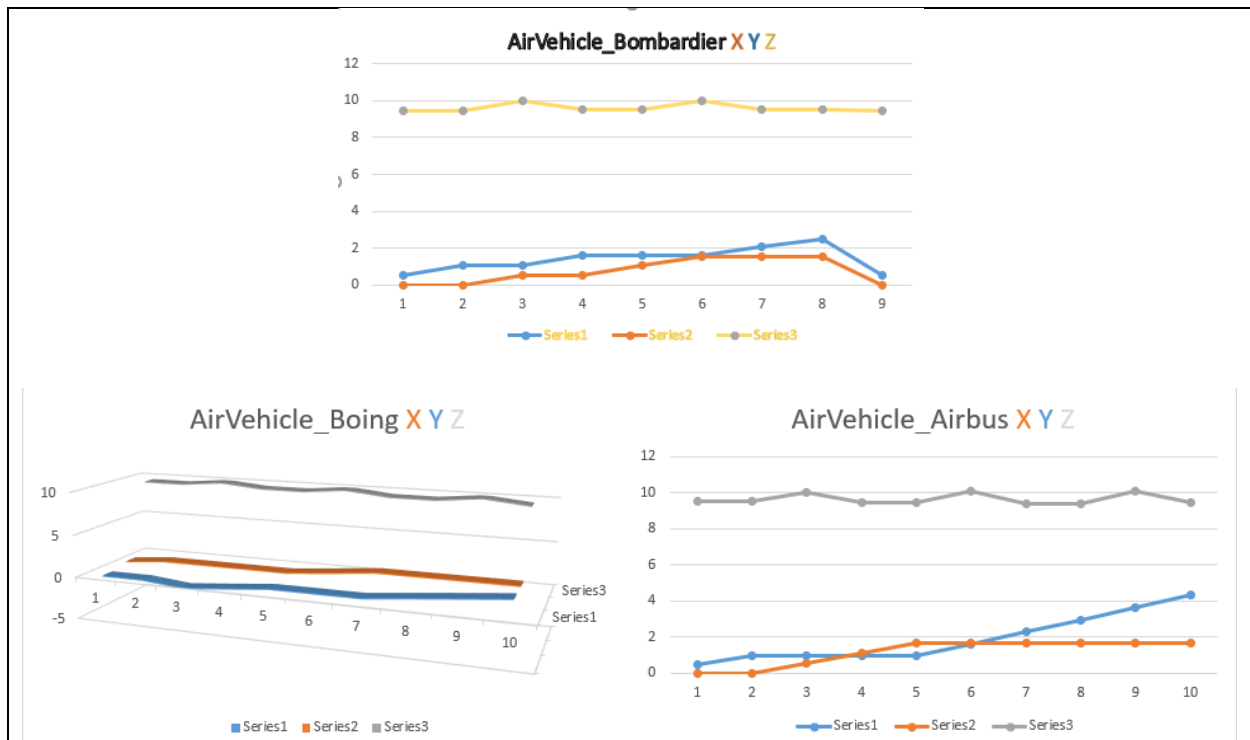 AirVehicle_Bombardier X Y Z
12
10
8
6
4
2
0
1 2 3 4 5 6 7 8 9
Series1 Series2 Series3
AirVehicle_Boing X Y Z
10
5
0
-5
1 2 3 4 5 6 7 8 9 10
Series3
Series1
Series1 Series2 Series3
AirVehicle_Airbus X Y Z
12
10
8
6
4
2
0
1 2 3 4 5 6 7 8 9 10
Series1 Series2 Series3